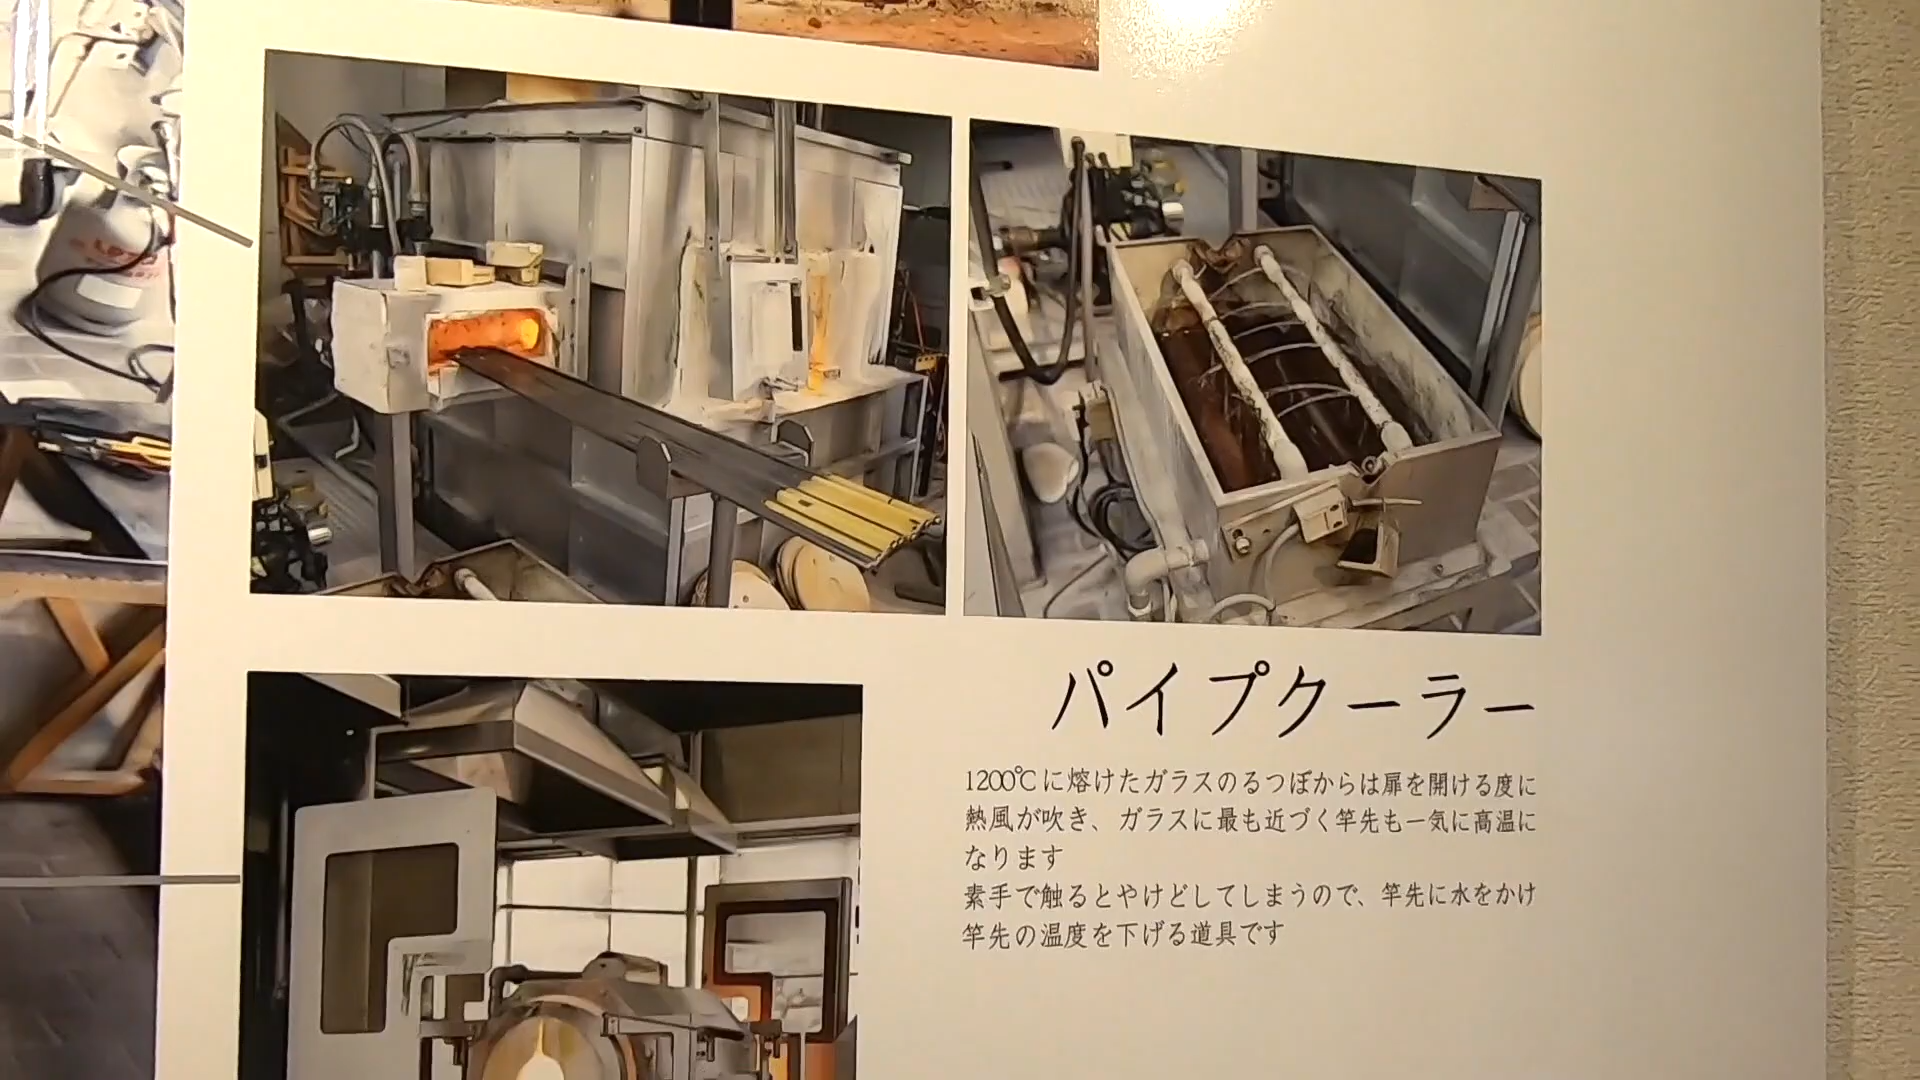 パイプクーラー
1200℃に熔けたガラスのるつぼからは扉を開ける度に
熱風が吹き、ガラスに最も近づく竿先も一気に高温に
なります
素手で触るとやけどしてしまうので、竿先に水をかけ
竿先の温度を下げる道具です